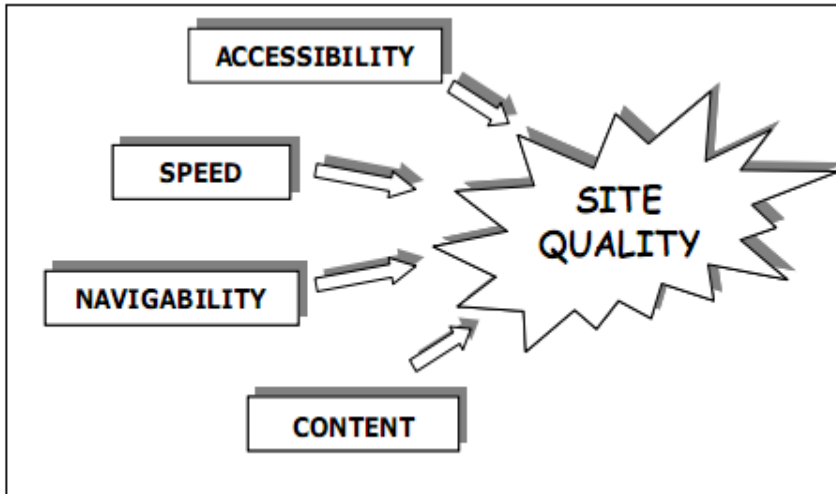 ACCESSIBILITY
SPEED
SITE
QUALITY
NAVIGABILITY
CONTENT